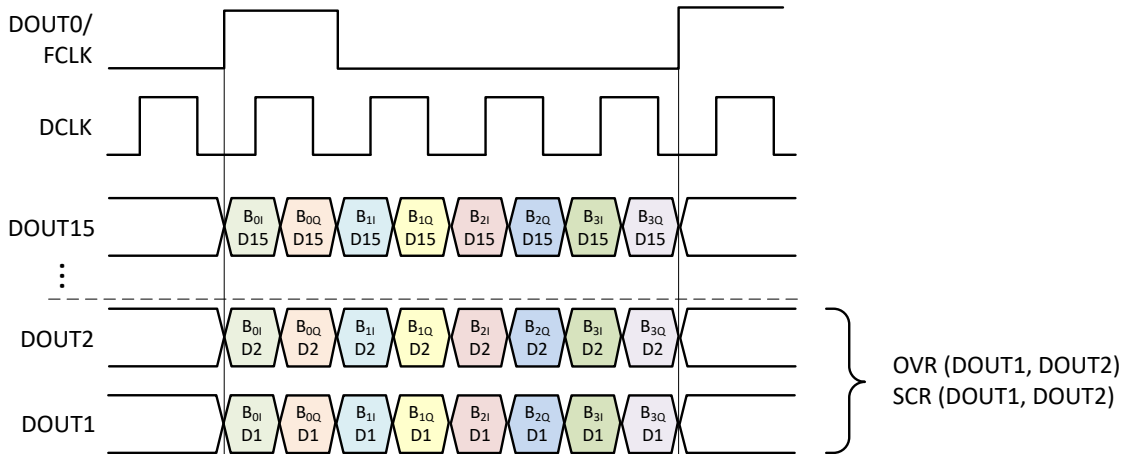 DOUT0/
FCLK
DCLK
DOUT15
B0I B0Q B1I B1Q B2I B2Q B3I B3Q
D15 D15 D15 D15 D15 D15 D15 D15
⋮
DOUT2
B0I B0Q B1I B1Q B2I B2Q B3I B3Q
D2 D2 D2 D2 D2 D2 D2 D2
OVR (DOUT1, DOUT2)
SCR (DOUT1, DOUT2)
DOUT1
B0I B0Q B1I B1Q B2I B2Q B3I B3Q
D1 D1 D1 D1 D1 D1 D1 D1